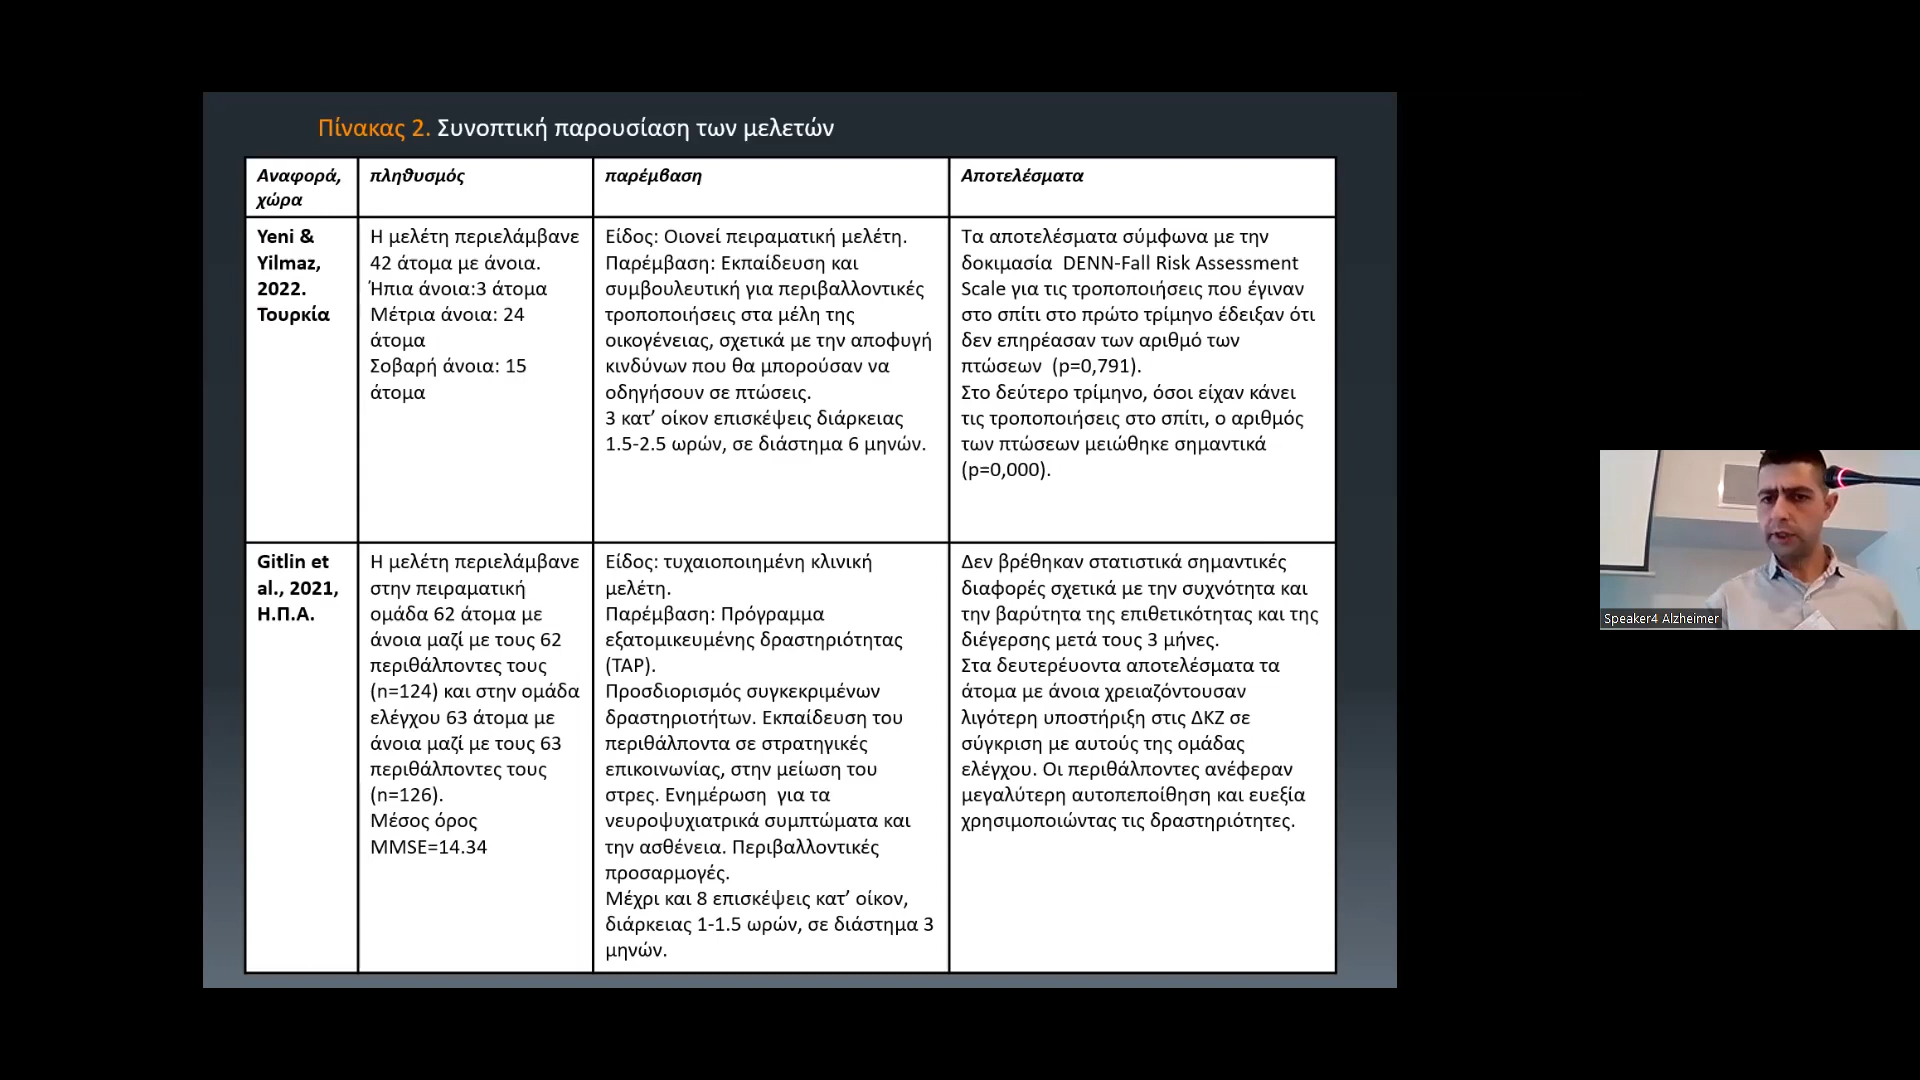 Πίνακας 2. Συνοπτική παρουσίαση των μελετών
Αναφορά,
χώρα
πληθυσμός
παρέμβαση
Αποτελέσματα
Yeni &
Yilmaz,
2022.
Τουρκία
Η μελέτη περιελάμβανε
42 άτομα με άνοια.
Ήπια άνοια:3 άτομα
Μέτρια άνοια: 24
άτομα
Σοβαρή άνοια: 15
άτομα
Είδος: Οιονεί πειραματική μελέτη.
Παρέμβαση: Εκπαίδευση και
συμβουλευτική για περιβαλλοντικές
τροποποιήσεις στα μέλη της
οικογένειας, σχετικά με την αποφυγή
κινδύνων που θα μπορούσαν να
οδηγήσουν σε πτώσεις.
3 κατ’ οίκον επισκέψεις διάρκειας
1.5-2.5 ωρών, σε διάστημα 6 μηνών.
Τα αποτελέσματα σύμφωνα με την
δοκιμασία  DENN-Fall Risk Assessment
Scale για τις τροποποιήσεις που έγιναν
στο σπίτι στο πρώτο τρίμηνο έδειξαν ότι
δεν επηρέασαν των αριθμό των
πτώσεων  (p=0,791).
Στο δεύτερο τρίμηνο, όσοι είχαν κάνει
τις τροποποιήσεις στο σπίτι, ο αριθμός
των πτώσεων μειώθηκε σημαντικά
(p=0,000).
Gitlin et
al., 2021,
Η.Π.Α.
Η μελέτη περιελάμβανε
στην πειραματική
ομάδα 62 άτομα με
άνοια μαζί με τους 62
περιθάλποντες τους
(n=124) και στην ομάδα
ελέγχου 63 άτομα με
άνοια μαζί με τους 63
περιθάλποντες τους
(n=126).
Μέσος όρος
MMSE=14.34
Είδος: τυχαιοποιημένη κλινική
μελέτη.
Παρέμβαση: Πρόγραμμα
εξατομικευμένης δραστηριότητας
(TAP).
Προσδιορισμός συγκεκριμένων
δραστηριοτήτων. Εκπαίδευση του
περιθάλποντα σε στρατηγικές
επικοινωνίας, στην μείωση του
στρες. Ενημέρωση  για τα
νευροψυχιατρικά συμπτώματα και
την ασθένεια. Περιβαλλοντικές
προσαρμογές.
Μέχρι και 8 επισκέψεις κατ’ οίκον,
διάρκειας 1-1.5 ωρών, σε διάστημα 3
μηνών.
Δεν βρέθηκαν στατιστικά σημαντικές
διαφορές σχετικά με την συχνότητα και
την βαρύτητα της επιθετικότητας και της
διέγερσης μετά τους 3 μήνες.
Στα δευτερέυοντα αποτελέσματα τα
άτομα με άνοια χρειαζόντουσαν
λιγότερη υποστήριξη στις ΔΚΖ σε
σύγκριση με αυτούς της ομάδας
ελέγχου. Οι περιθάλποντες ανέφεραν
μεγαλύτερη αυτοπεποίθηση και ευεξία
χρησιμοποιώντας τις δραστηριότητες.
Speaker4 Alzheimer